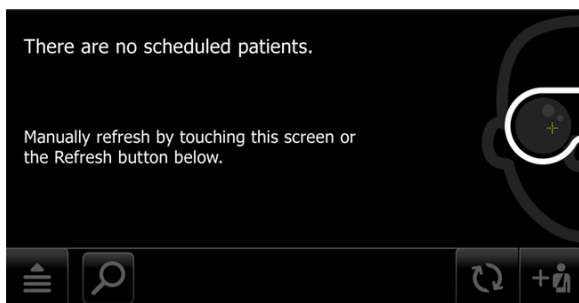 There are no scheduled patients.
Manually refresh by touching this screen or
the Refresh button below.